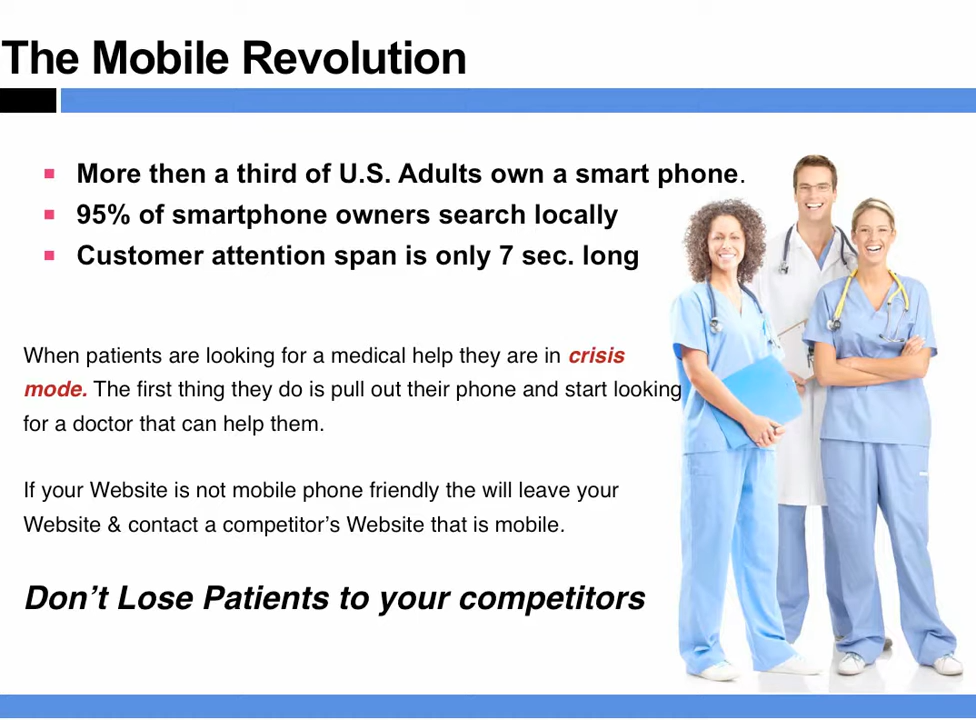 The Mobile Revolution
More then a third of U.S. Adults own a smart phone.
95% of smartphone owners search locally
Customer attention span is only 7 sec. long
When patients are looking for a medical help they are in crisis
mode. The first thing they do is pull out their phone and start looking
for a doctor that can help them.
If your Website is not mobile phone friendly the will leave your
Website & contact a competitor’s Website that is mobile.
Don’t Lose Patients to your competitors